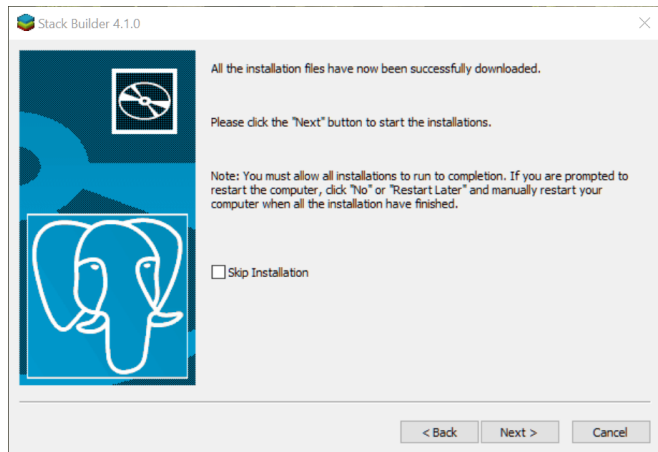 Stack Builder 4.1.0
All the installation files have now been successfully downloaded.
Please click the "Next" button to start the installations.
Note: You must allow all installations to run to completion. If you are prompted to
restart the computer, click "No" or "Restart Later" and manually restart your
computer when all the installation have finished.
Skip Installation
< Back
Next >
Cancel